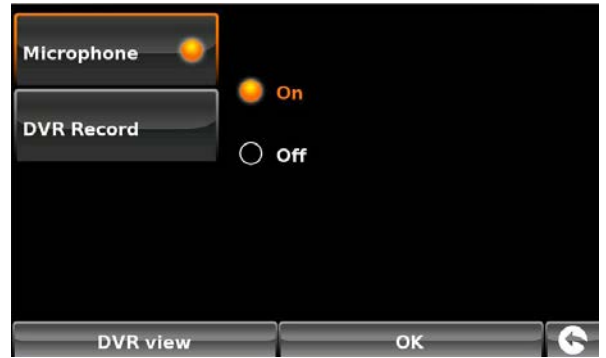 Microphone
On
DVR Record
Off
DVR view
OK